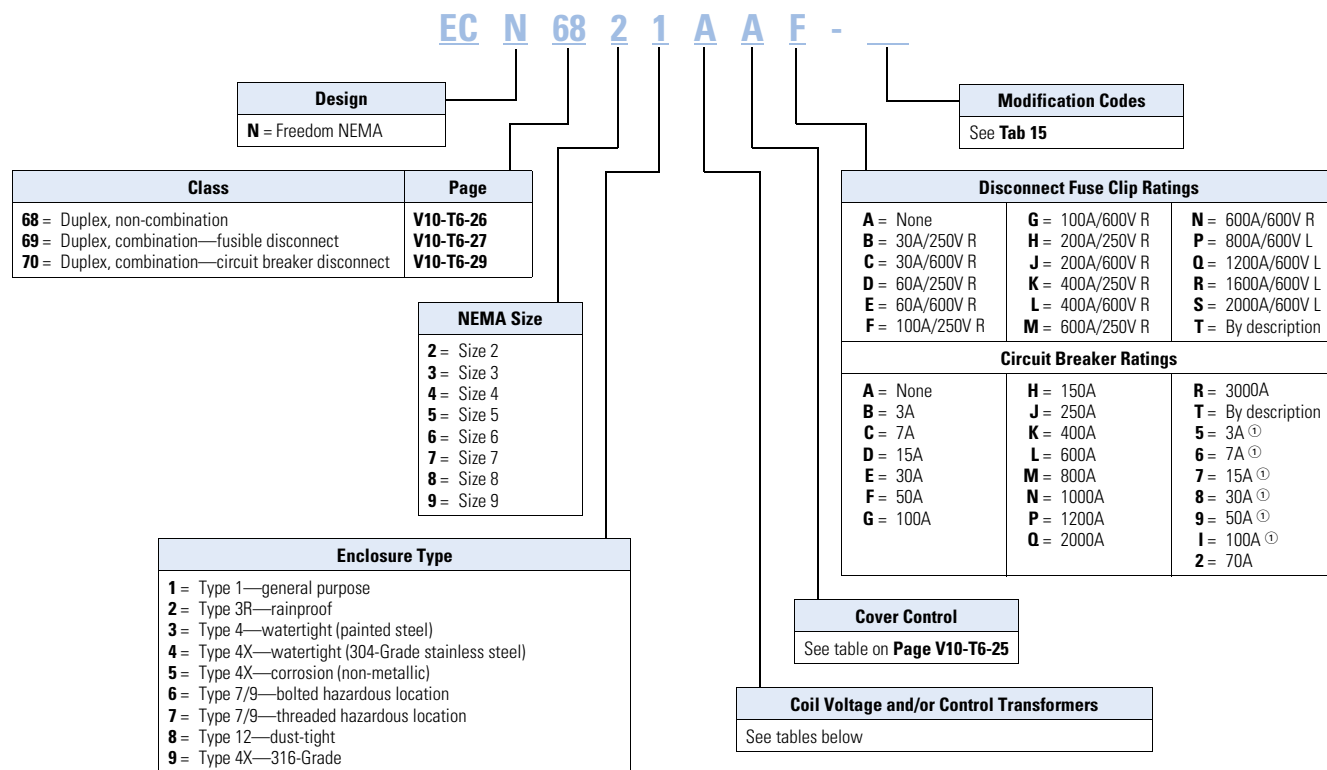 EC N 68 2 1 A A F - __
Design
N = Freedom NEMA
Modification Codes
See Tab 15
Class Page
68 = Duplex, non-combination V10-T6-26
69 = Duplex, combination—fusible disconnect V10-T6-27
70 = Duplex, combination—circuit breaker disconnect V10-T6-29
Disconnect Fuse Clip Ratings
A = None
B = 30A/250V R
C = 30A/600V R
D = 60A/250V R
E = 60A/600V R
F = 100A/250V R
G = 100A/600V R
H = 200A/250V R
J = 200A/600V R
K = 400A/250V R
L = 400A/600V R
M = 600A/250V R
N = 600A/600V R
P = 800A/600V L
Q = 1200A/600V L
R = 1600A/600V L
S = 2000A/600V L
T = By description
Circuit Breaker Ratings
A = None
B = 3A
C = 7A
D = 15A
E = 30A
F = 50A
G = 100A
H = 150A
J = 250A
K = 400A
L = 600A
M = 800A
N = 1000A
P = 1200A
Q = 2000A
R = 3000A
T = By description
5 = 3A ①
6 = 7A ①
7 = 15A ①
8 = 30A ①
9 = 50A ①
I = 100A ①
2 = 70A
NEMA Size
2 = Size 2
3 = Size 3
4 = Size 4
5 = Size 5
6 = Size 6
7 = Size 7
8 = Size 8
9 = Size 9
Enclosure Type
1 = Type 1—general purpose
2 = Type 3R—rainproof
3 = Type 4—watertight (painted steel)
4 = Type 4X—watertight (304-Grade stainless steel)
5 = Type 4X—corrosion (non-metallic)
6 = Type 7/9—bolted hazardous location
7 = Type 7/9—threaded hazardous location
8 = Type 12—dust-tight
9 = Type 4X—316-Grade
Cover Control
See table on Page V10-T6-25
Coil Voltage and/or Control Transformers
See tables below